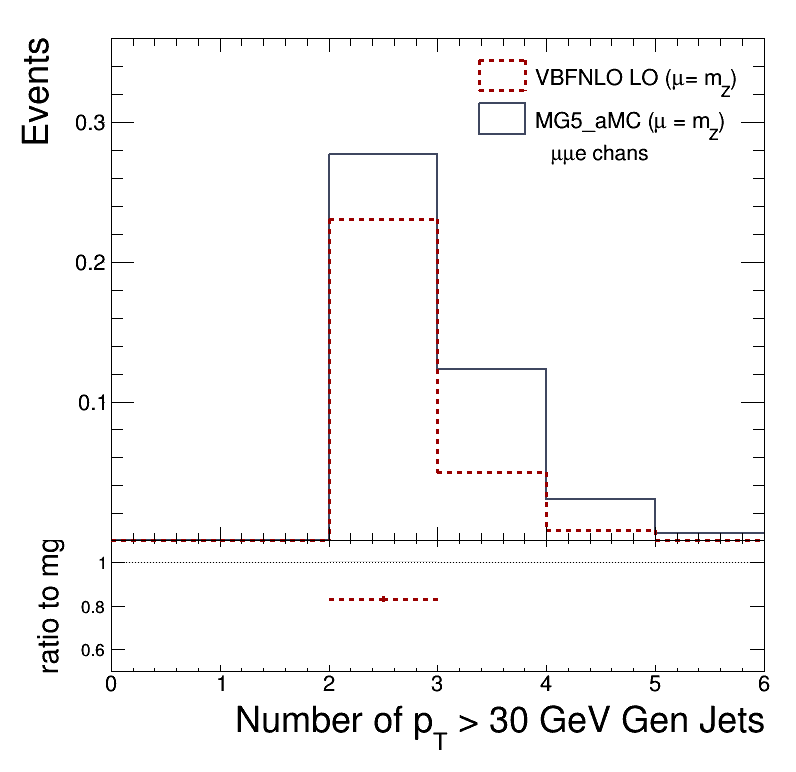 Events
VBFNLO LO (μ= m_Z)
MG5_aMC (μ = m_Z)
μμe chans
0.3
0.2
0.1
ratio to mg
1
0.8
0.6
0 1 2 3 4 5 6
Number of p_T > 30 GeV Gen Jets